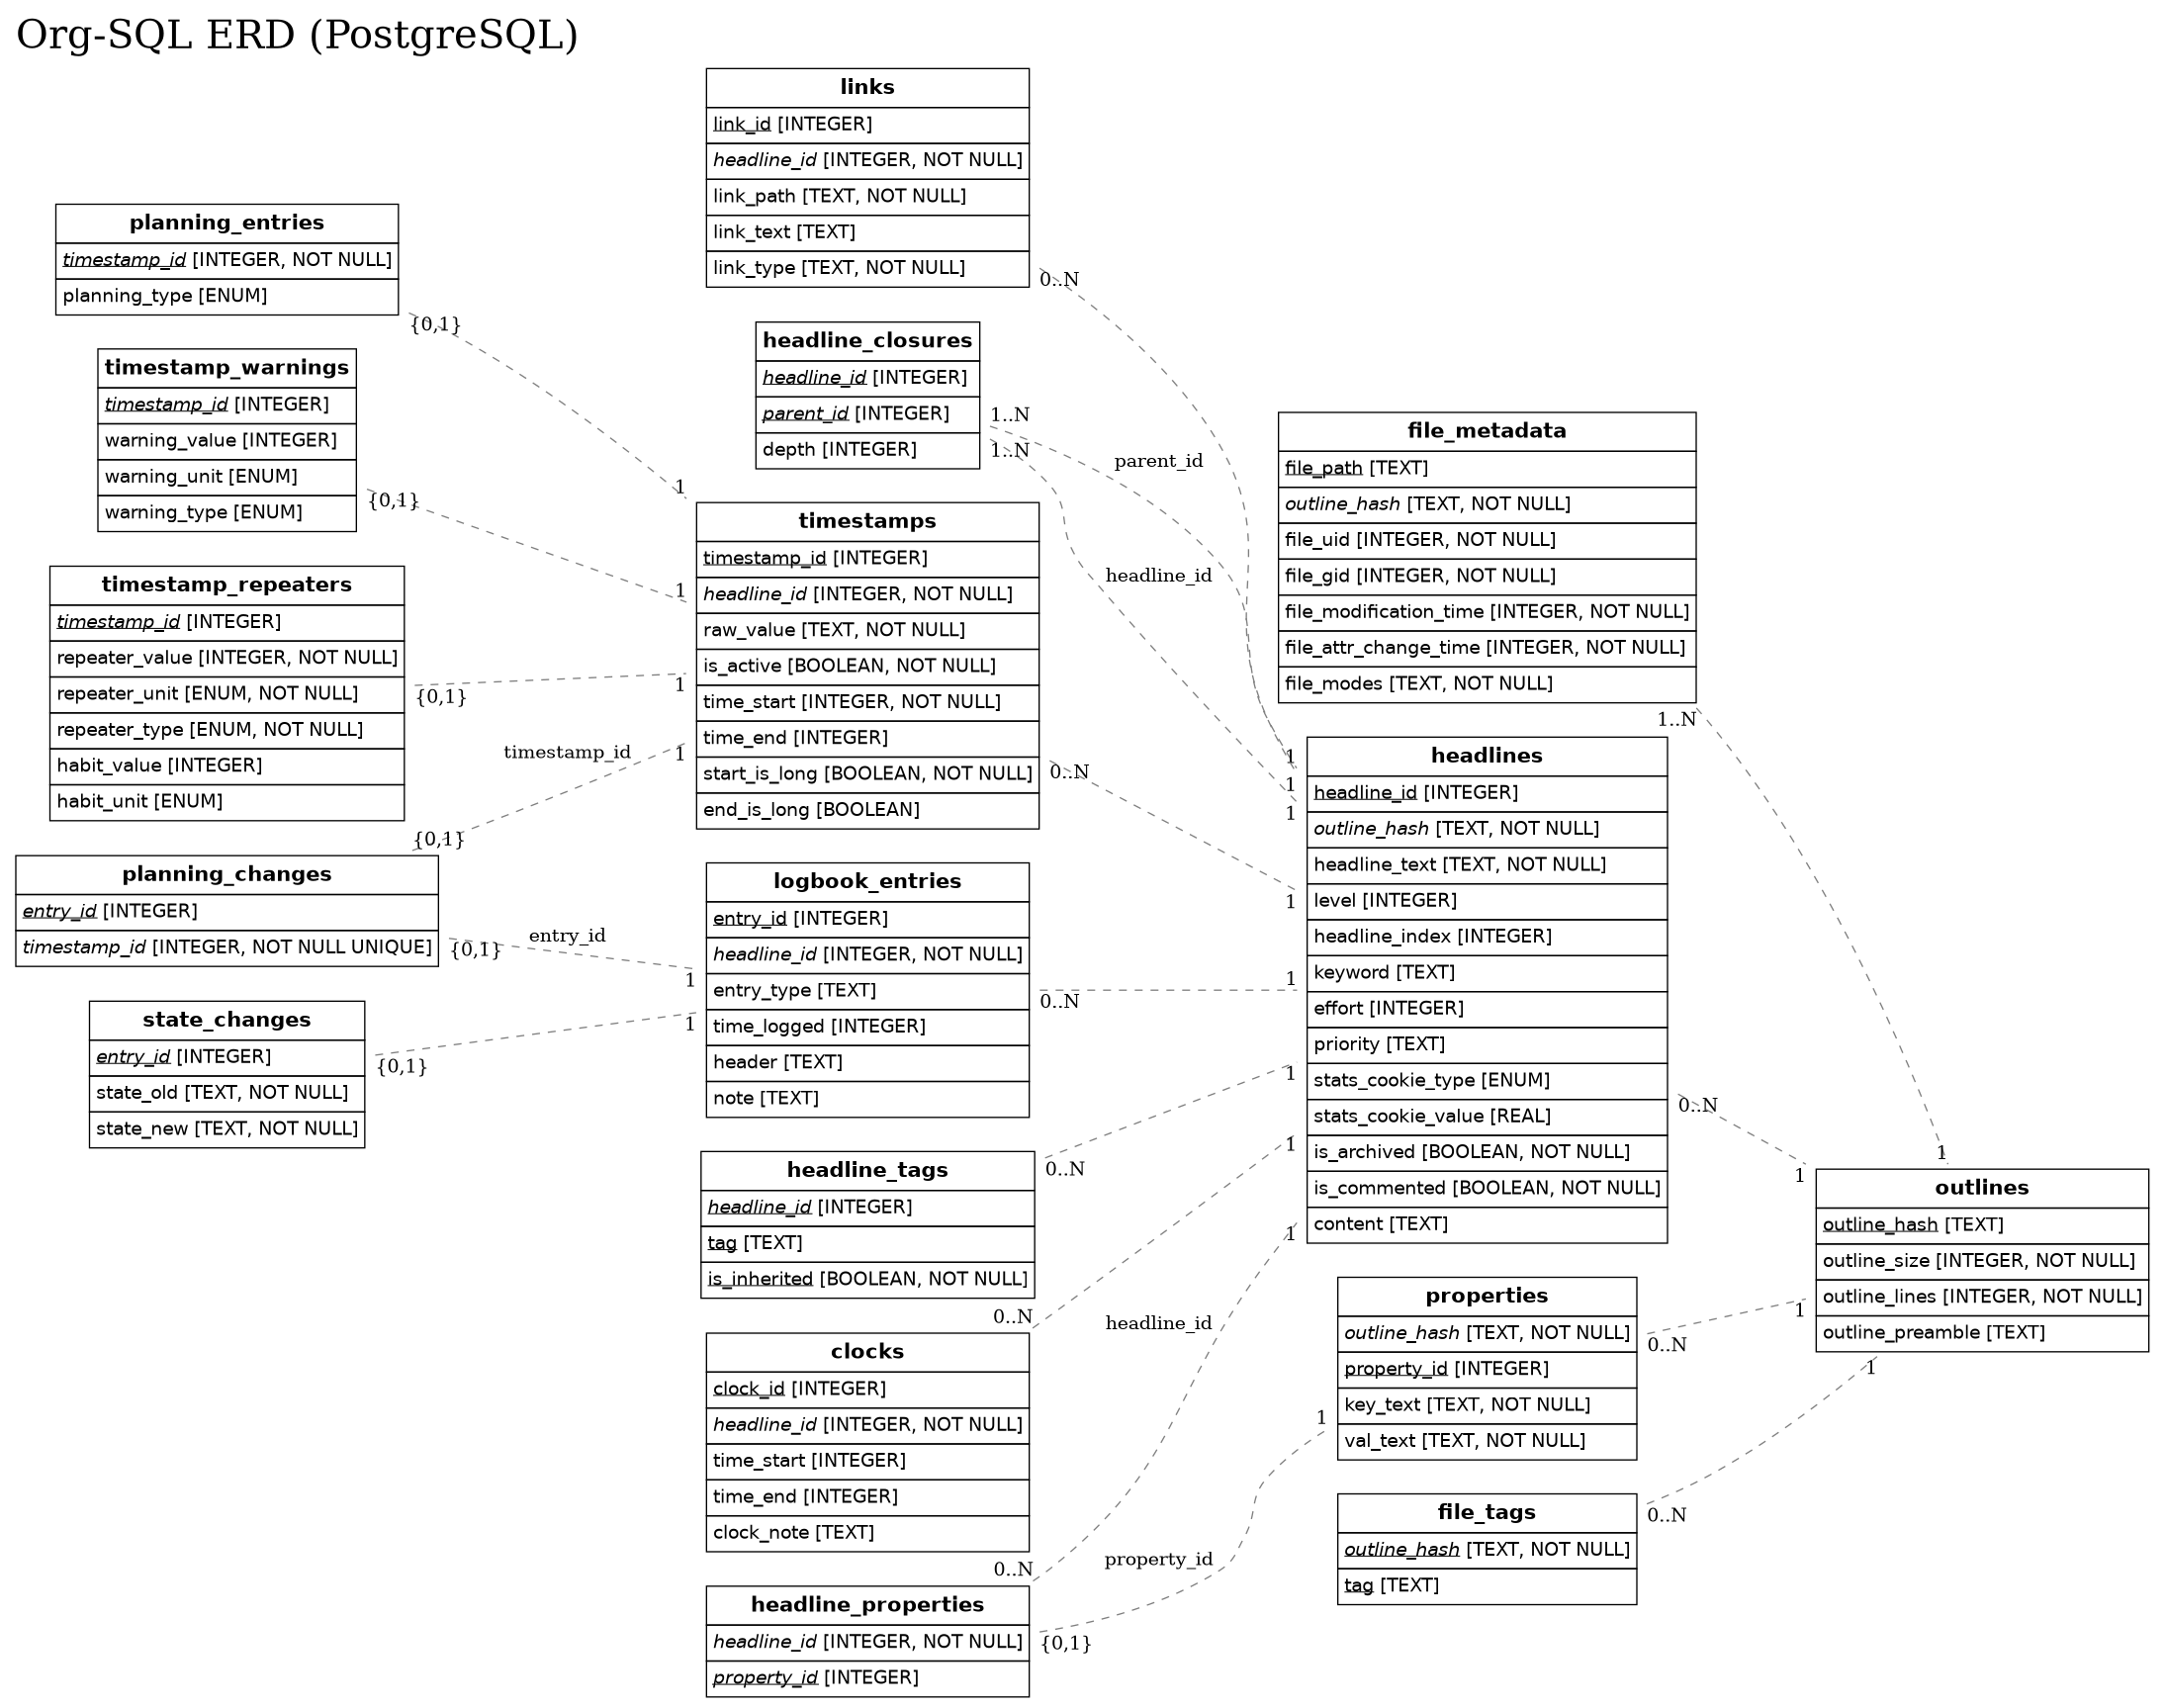 Org-SQL ERD (PostgreSQL)
links
link_id [INTEGER]
headline_id [INTEGER, NOT NULL]
link_path [TEXT, NOT NULL]
link_text [TEXT]
link_type [TEXT, NOT NULL]
0..N
planning_entries
timestamp_id [INTEGER, NOT NULL]
planning_type [ENUM]
{0,1}
1
timestamp_warnings
timestamp_id [INTEGER]
warning_value [INTEGER]
warning_unit [ENUM]
warning_type [ENUM]
{0,1}
1
timestamp_repeaters
timestamp_id [INTEGER]
repeater_value [INTEGER, NOT NULL]
repeater_unit [ENUM, NOT NULL]
repeater_type [ENUM, NOT NULL]
habit_value [INTEGER]
habit_unit [ENUM]
{0,1}
1
timestamp_id
1
{0,1}
planning_changes
entry_id [INTEGER]
timestamp_id [INTEGER, NOT NULL UNIQUE]
{0,1}
entry_id
1
state_changes
entry_id [INTEGER]
state_old [TEXT, NOT NULL]
state_new [TEXT, NOT NULL]
{0,1}
1
headline_closures
headline_id [INTEGER]
parent_id [INTEGER]
depth [INTEGER]
1..N
1..N
parent_id
headline_id
timestamps
timestamp_id [INTEGER]
headline_id [INTEGER, NOT NULL]
raw_value [TEXT, NOT NULL]
is_active [BOOLEAN, NOT NULL]
time_start [INTEGER, NOT NULL]
time_end [INTEGER]
start_is_long [BOOLEAN, NOT NULL]
end_is_long [BOOLEAN]
0..N
logbook_entries
entry_id [INTEGER]
headline_id [INTEGER, NOT NULL]
entry_type [TEXT]
time_logged [INTEGER]
header [TEXT]
note [TEXT]
0..N
headline_tags
headline_id [INTEGER]
tag [TEXT]
is_inherited [BOOLEAN, NOT NULL]
0..N
clocks
clock_id [INTEGER]
headline_id [INTEGER, NOT NULL]
time_start [INTEGER]
time_end [INTEGER]
clock_note [TEXT]
0..N
headline_properties
headline_id [INTEGER, NOT NULL]
property_id [INTEGER]
0..N
headline_id
{0,1}
property_id
1
file_metadata
file_path [TEXT]
outline_hash [TEXT, NOT NULL]
file_uid [INTEGER, NOT NULL]
file_gid [INTEGER, NOT NULL]
file_modification_time [INTEGER, NOT NULL]
file_attr_change_time [INTEGER, NOT NULL]
file_modes [TEXT, NOT NULL]
1..N
1
headlines
headline_id [INTEGER]
outline_hash [TEXT, NOT NULL]
headline_text [TEXT, NOT NULL]
level [INTEGER]
headline_index [INTEGER]
keyword [TEXT]
effort [INTEGER]
priority [TEXT]
stats_cookie_type [ENUM]
stats_cookie_value [REAL]
is_archived [BOOLEAN, NOT NULL]
is_commented [BOOLEAN, NOT NULL]
content [TEXT]
1
1
1
1
1
1
1
1
0..N
1
properties
outline_hash [TEXT, NOT NULL]
property_id [INTEGER]
key_text [TEXT, NOT NULL]
val_text [TEXT, NOT NULL]
0..N
1
file_tags
outline_hash [TEXT, NOT NULL]
tag [TEXT]
0..N
1
outlines
outline_hash [TEXT]
outline_size [INTEGER, NOT NULL]
outline_lines [INTEGER, NOT NULL]
outline_preamble [TEXT]